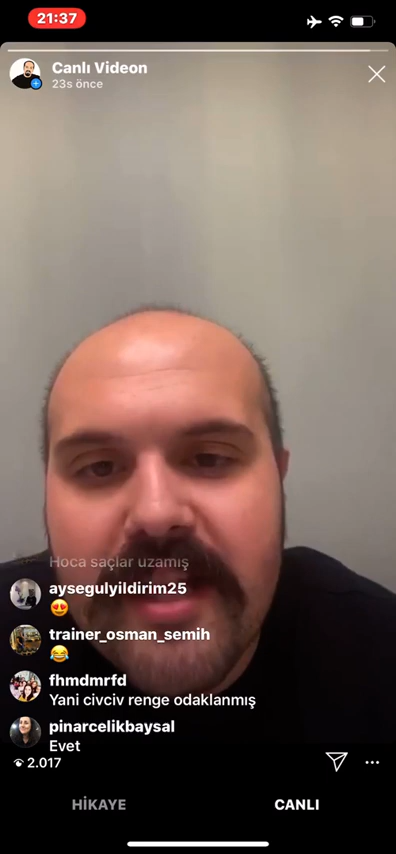 21:37
Canlı Videon
23s önce
Hoca saçlar uzamış
aysegulyildirim25
😍
trainer_osman_semih
😂
fhmdmrfd
Yani civciv renge odaklanmış
pinarcelikbaysal
Evet
2.017
HİKAYE
CANLI